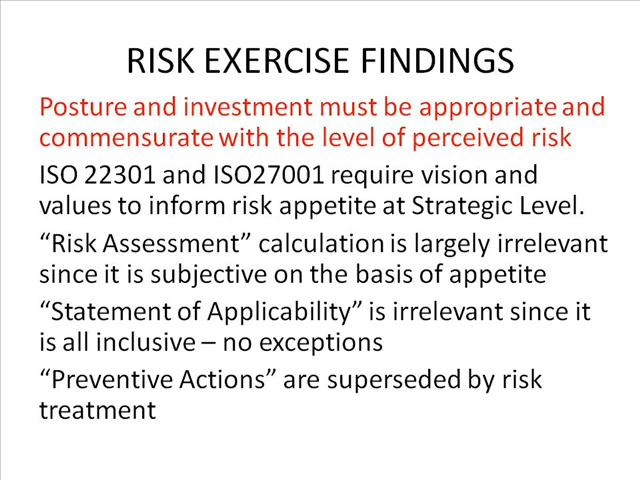 RISK EXERCISE FINDINGS
Posture and investment must be appropriate and
commensurate with the level of perceived risk
ISO 22301 and ISO27001 require vision and
values to inform risk appetite at Strategic Level.
“Risk Assessment” calculation is largely irrelevant
since it is subjective on the basis of appetite
“Statement of Applicability” is irrelevant since it
is all inclusive – no exceptions
“Preventive Actions” are superseded by risk
treatment